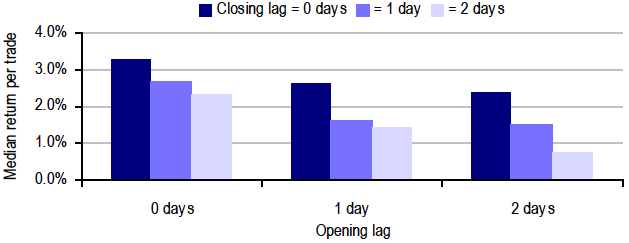 Closing lag = 0 days = 1 day = 2 days
Median return per trade
4.0%
3.0%
2.0%
1.0%
0.0%
0 days 1 day 2 days
Opening lag